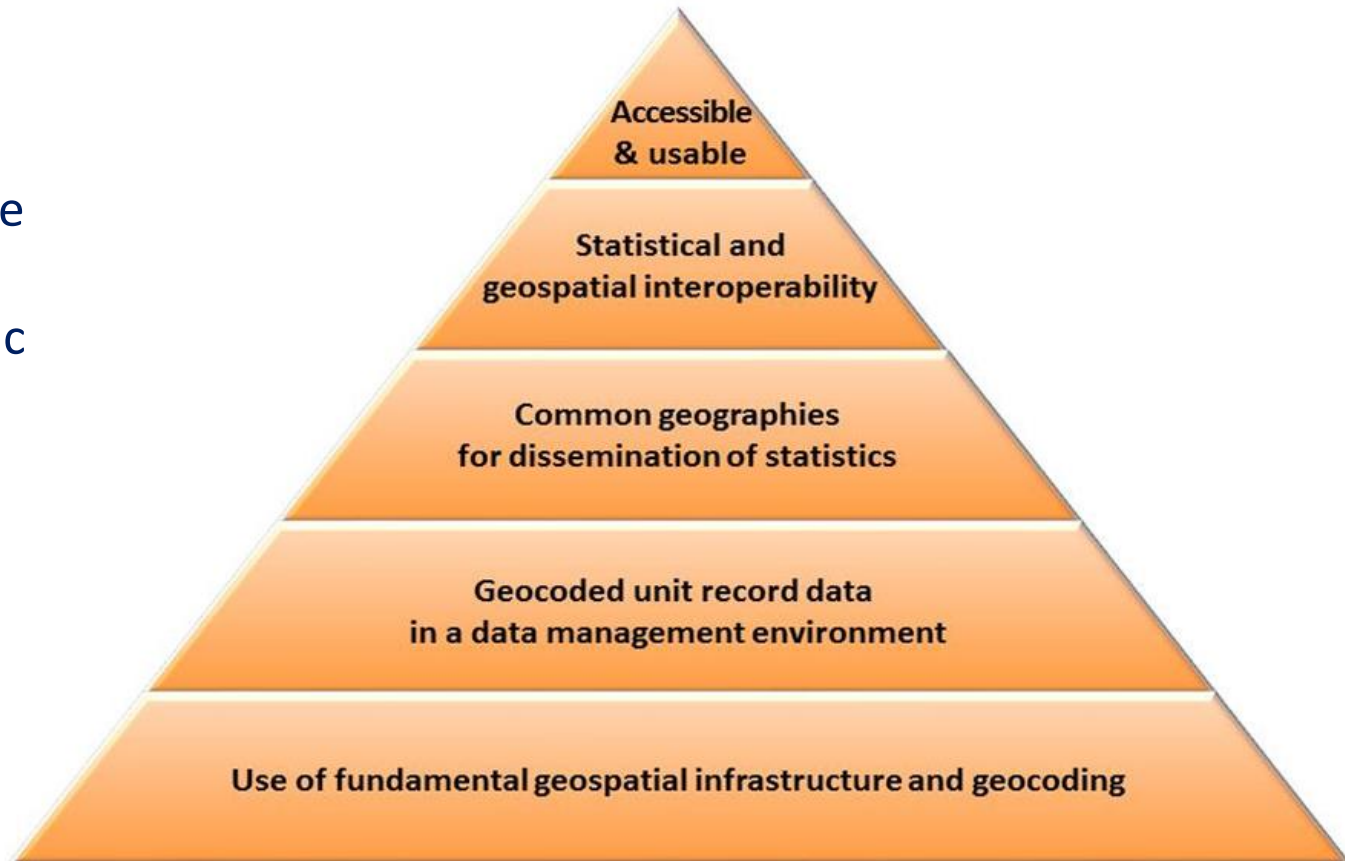 Accessible
& usable
e
Statistical and
geospatial interoperability
c
Common geographies
for dissemination of statistics
Geocoded unit record data
in a data management environment
Use of fundamental geospatial infrastructure and geocoding